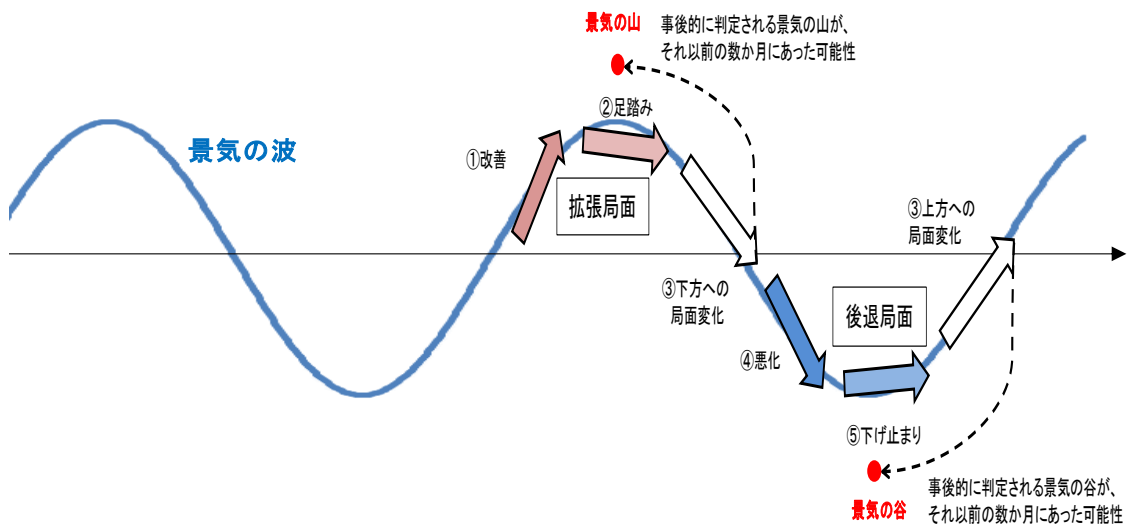 景気の山
事後的に判定される景気の山が、
それ以前の数か月にあった可能性
②足踏み
景気の波
①改善
拡張局面
③上方への
局面変化
③下方への
局面変化
後退局面
④悪化
⑤下げ止まり
景気の谷
事後的に判定される景気の谷が、
それ以前の数か月にあった可能性